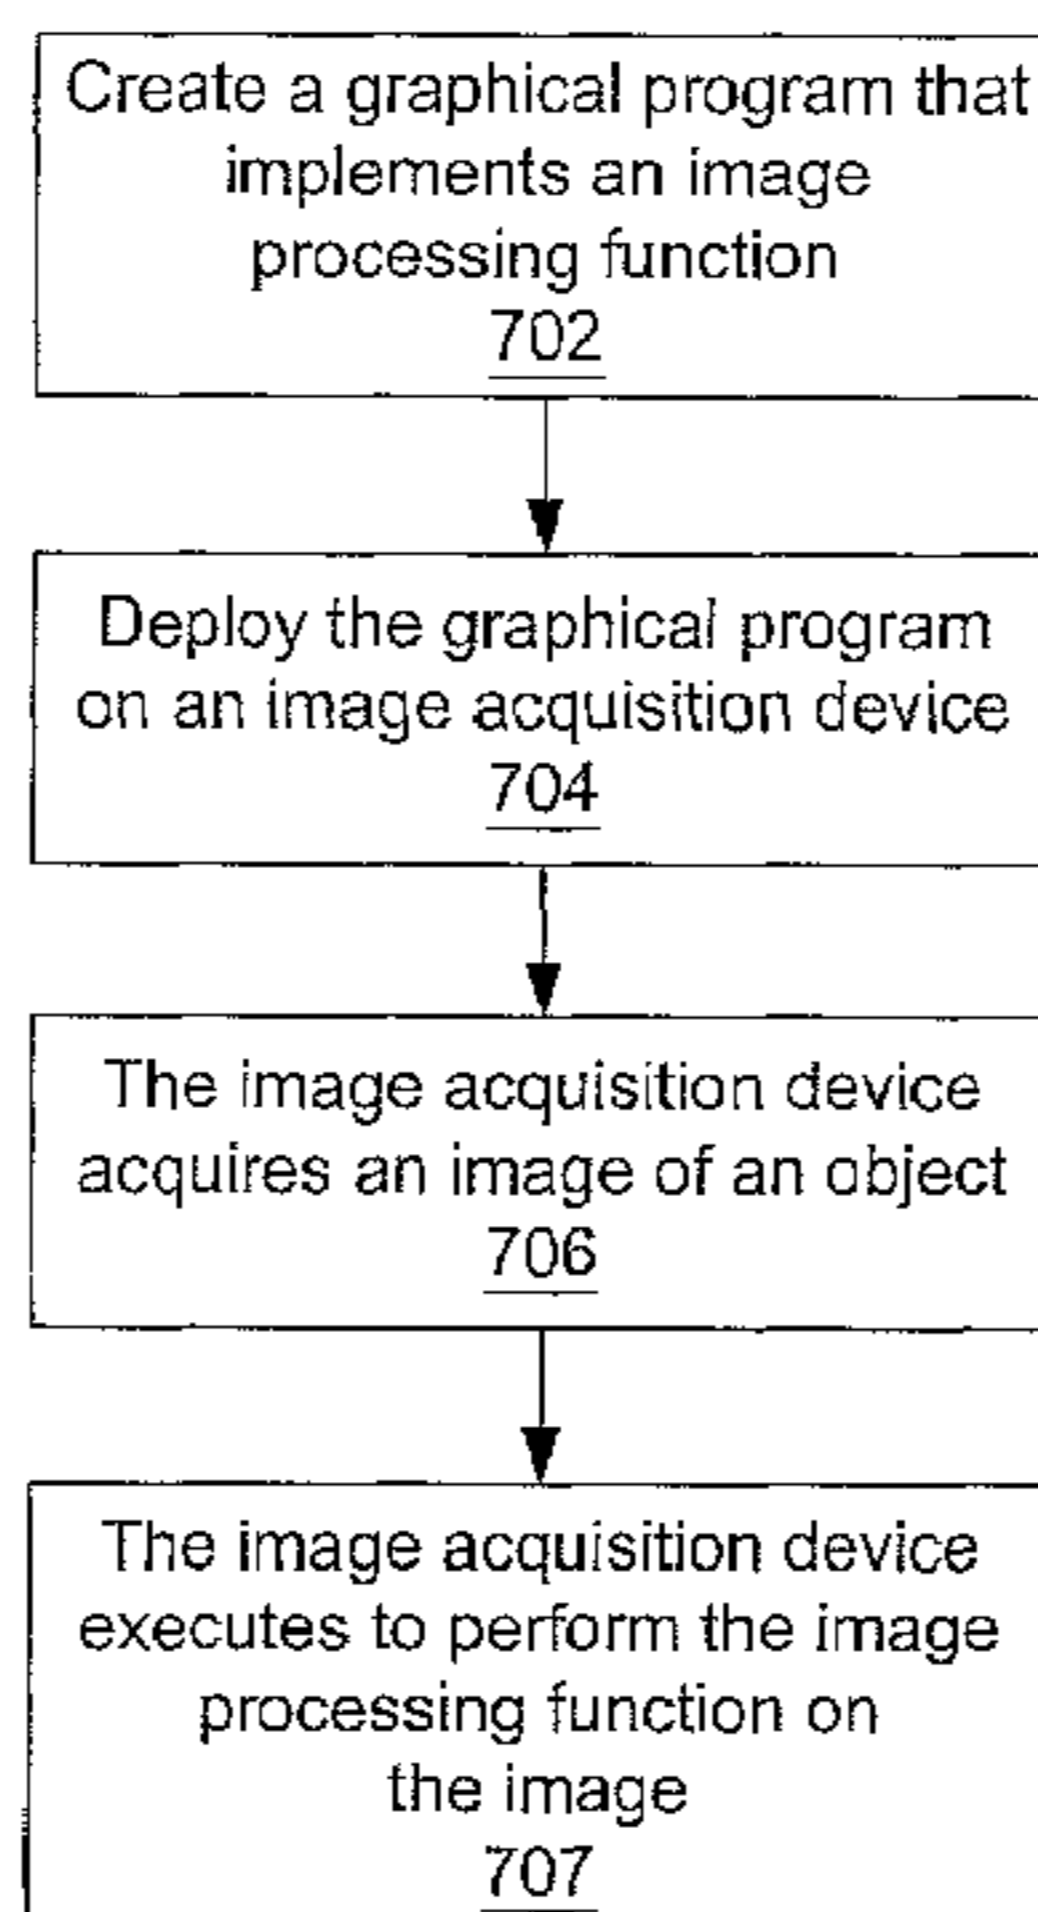 Create a graphical program that
implements an image
processing function
702
Deploy the graphical program
on an image acquisition device
704
The image acquisition device
acquires an image of an object
706
The image acquisition device
executes to perform the image
processing function on
the image
707